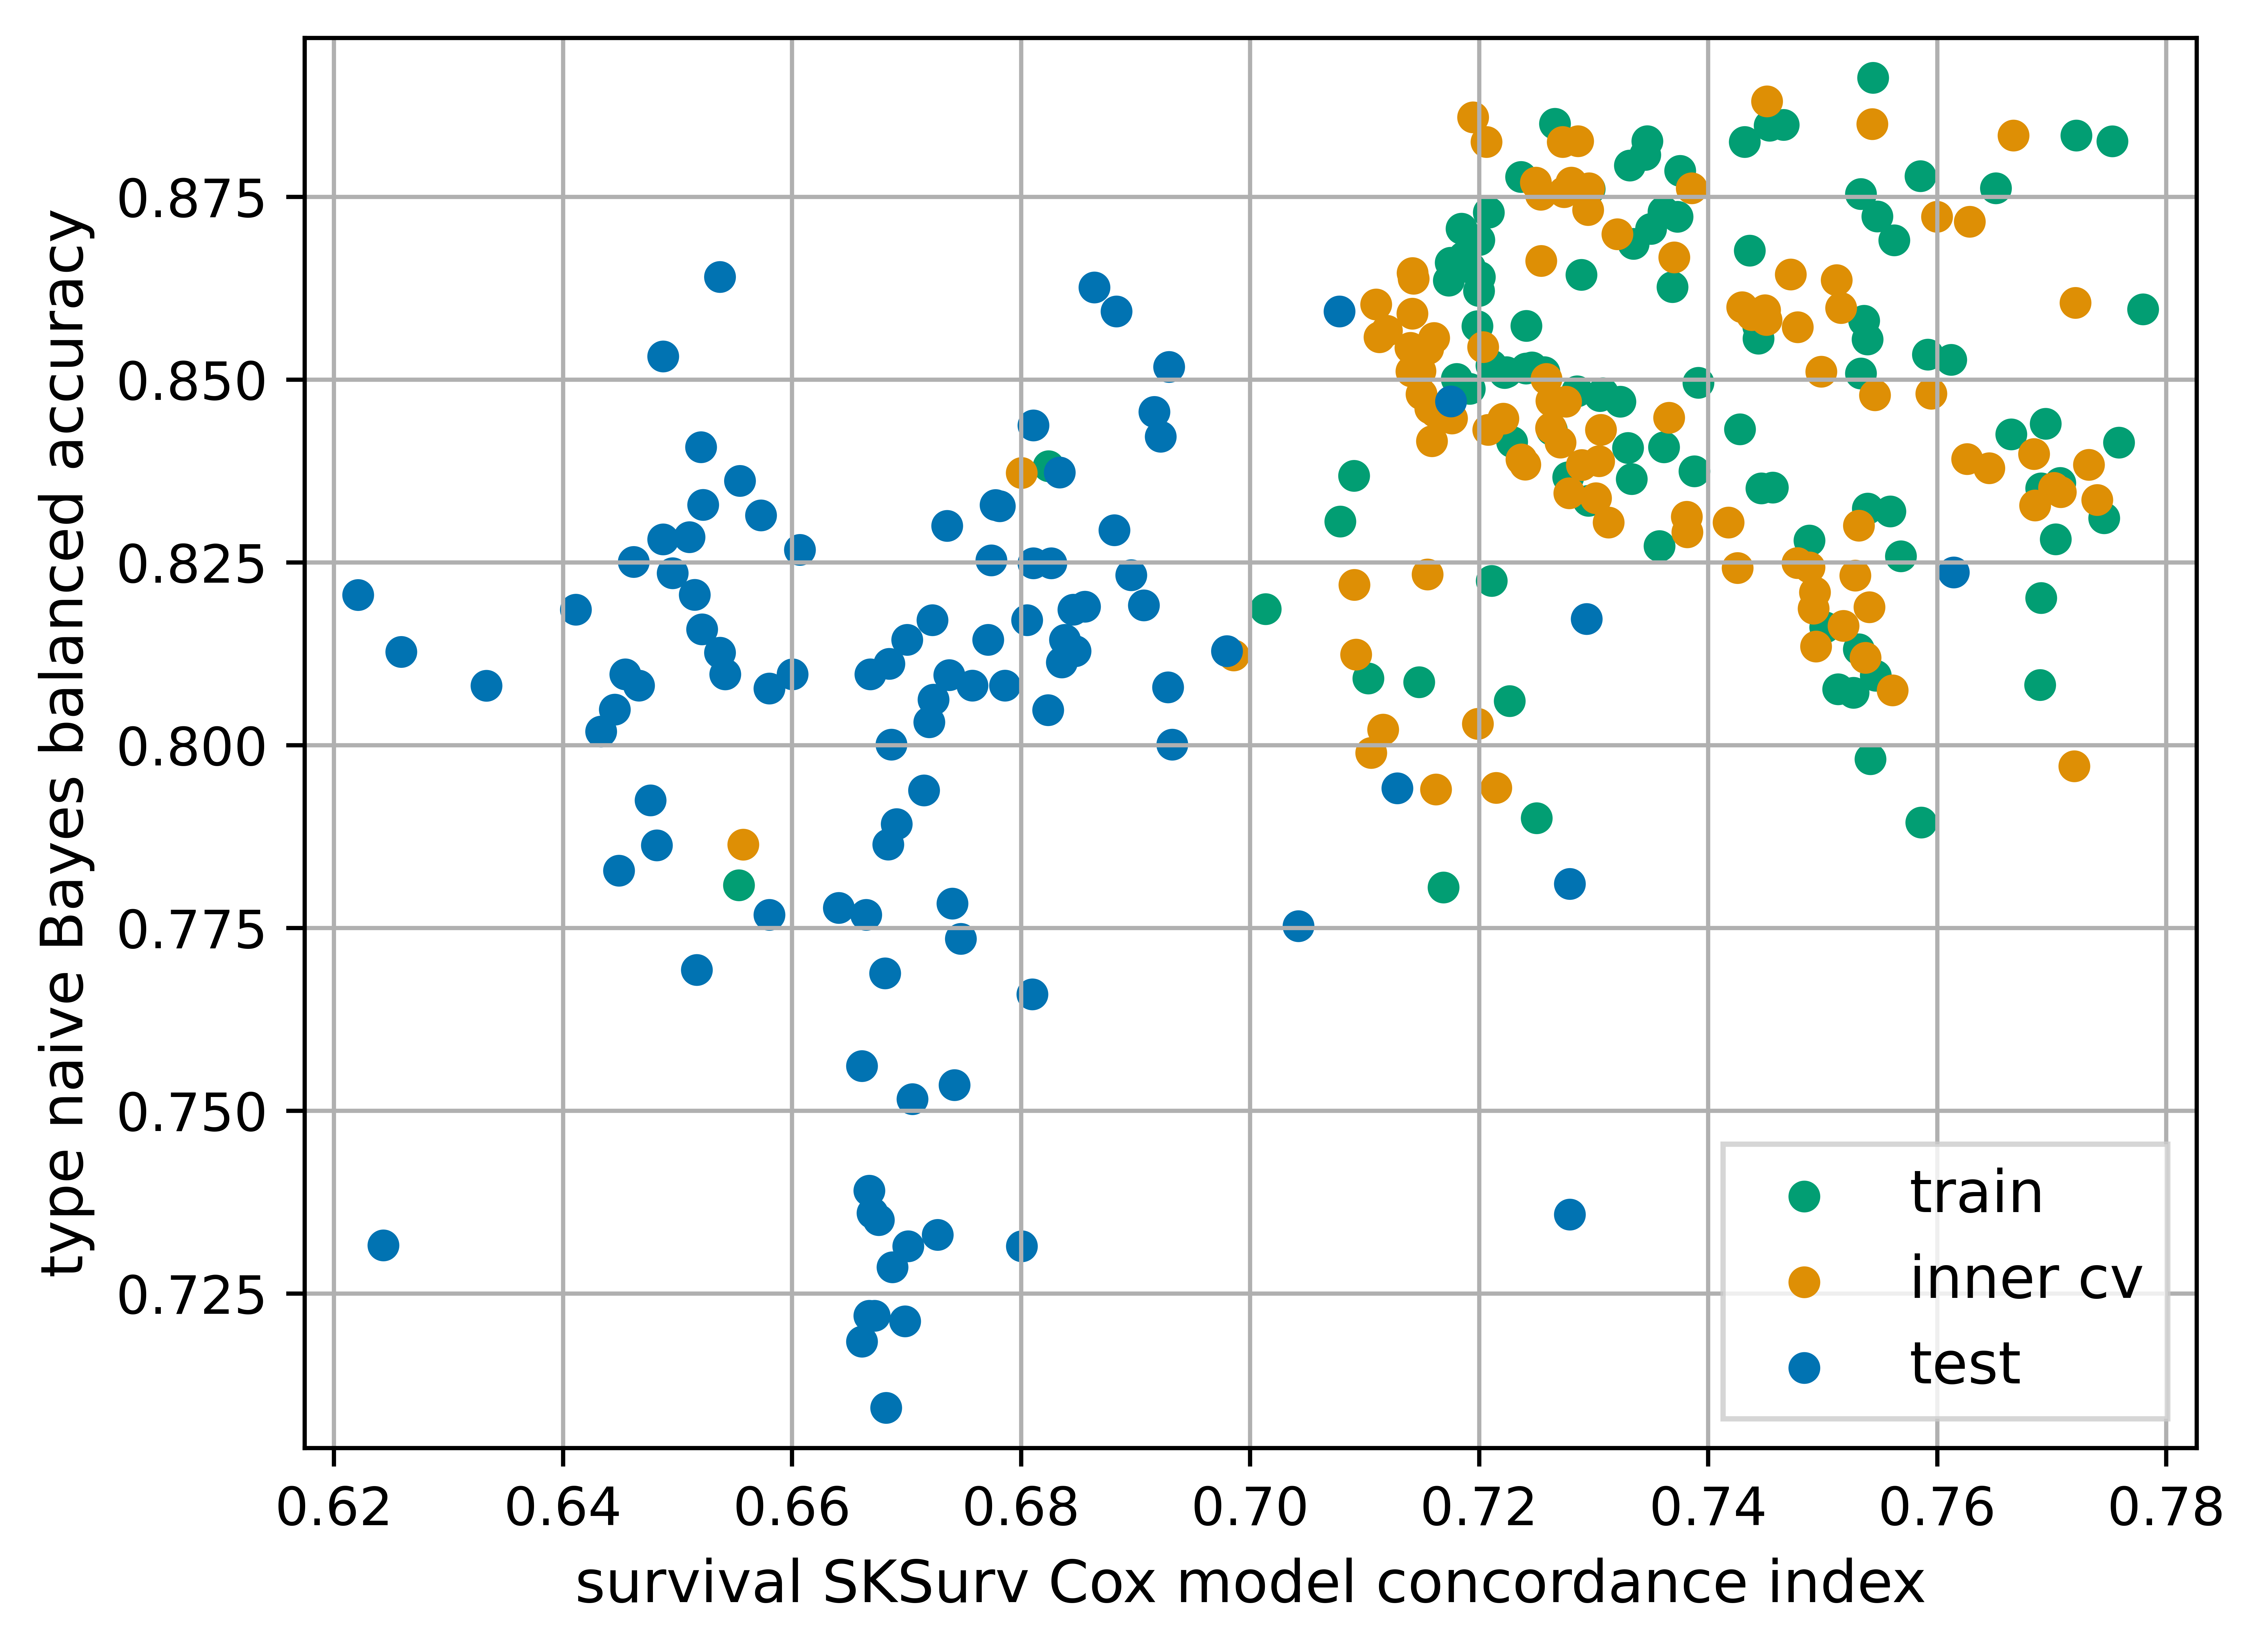 type naive Bayes balanced accuracy
0.875
0.850
0.825
0.800
0.775
0.750
0.725
train
inner cv
test
0.62 0.64 0.66 0.68 0.70 0.72 0.74 0.76 0.78
survival SKSurv Cox model concordance index